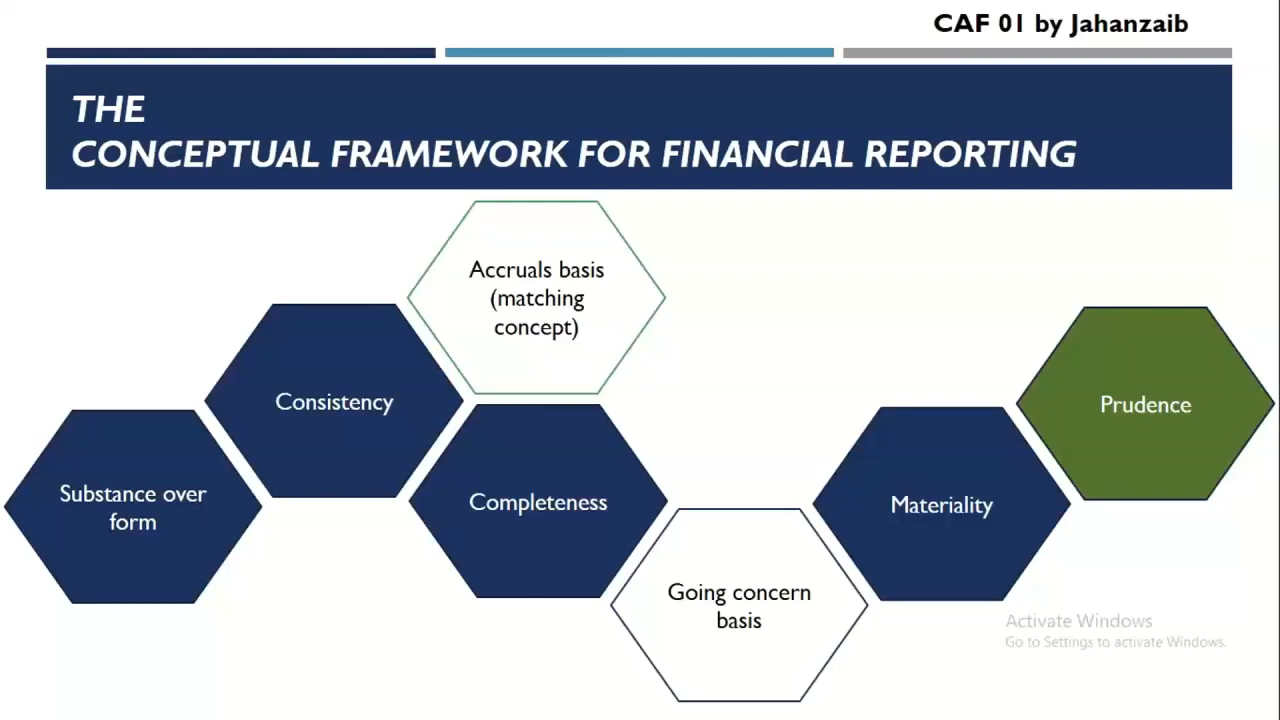 CAF 01 by Jahanzaib
THE
CONCEPTUAL FRAMEWORK FOR FINANCIAL REPORTING
Accruals basis
(matching
concept)
Consistency
Prudence
Substance over
form
Completeness
Materiality
Going concern
basis
Activate Windows
Go to Settings to activate Windows.